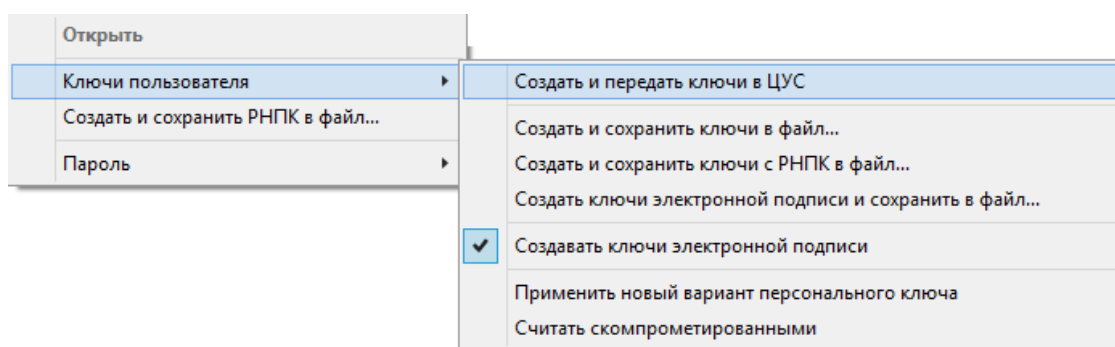 Открыть
Ключи пользователя
Создать и сохранить РНПК в файл...
Пароль
Создать и передать ключи в ЦУС
Создать и сохранить ключи в файл...
Создать и сохранить ключи с РНПК в файл...
Создать ключи электронной подписи и сохранить в файл...
Создавать ключи электронной подписи
Применить новый вариант персонального ключа
Считать скомпрометированными